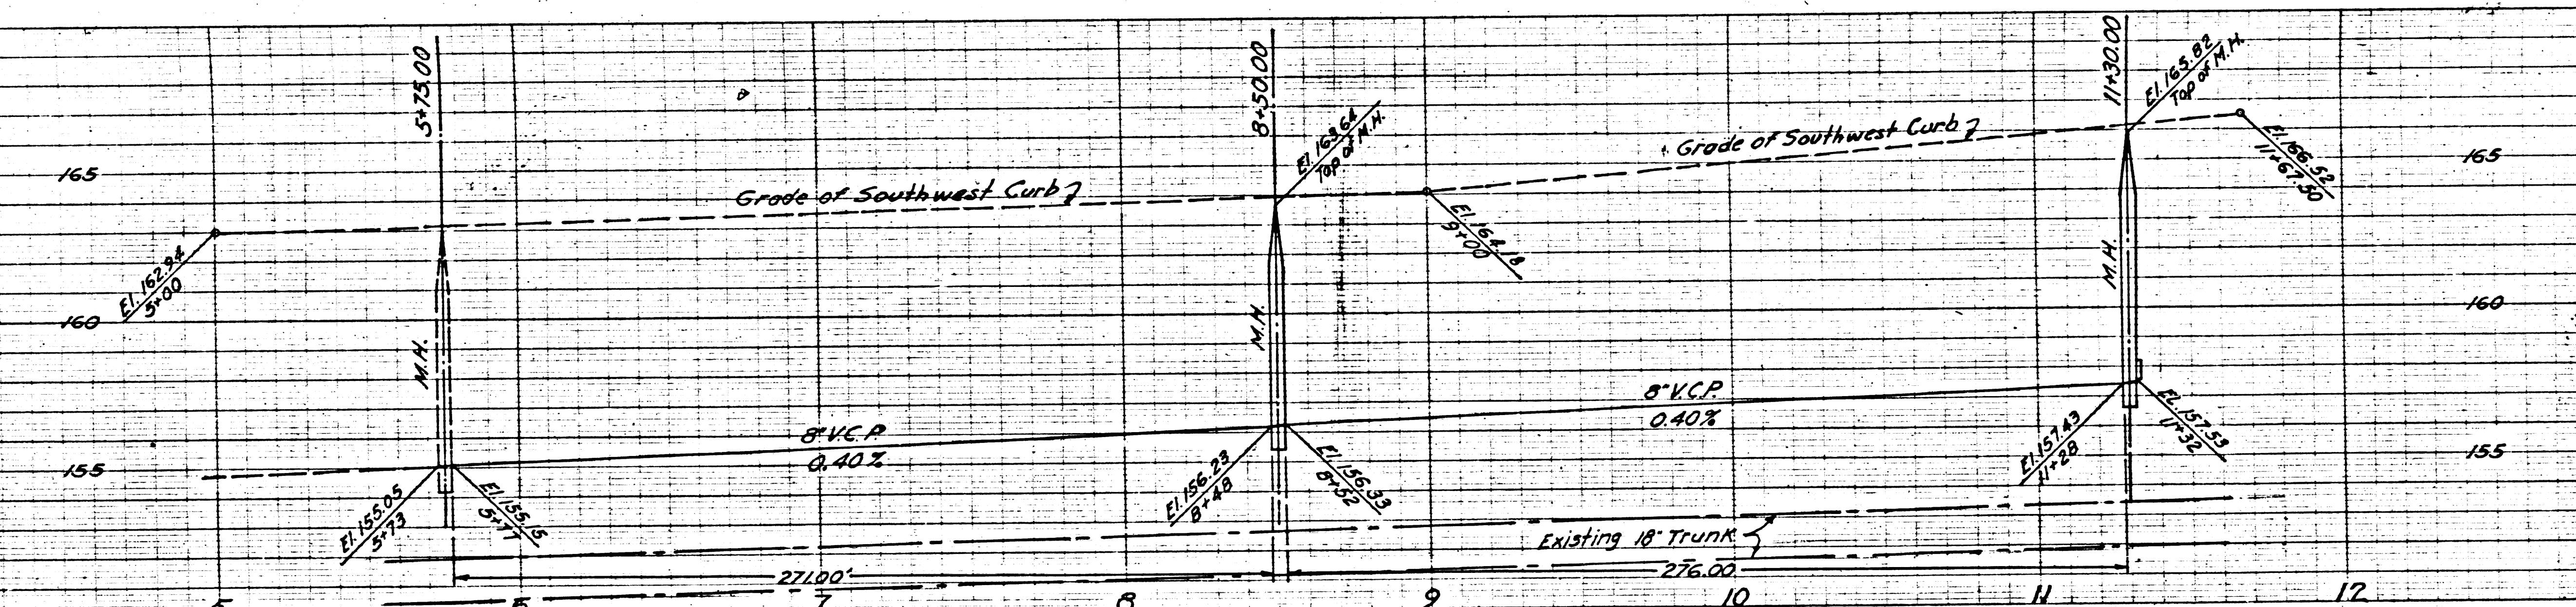 5+75.00
8+50.00
11+30.00
El. 165.82
Top of M.H.
El. 163.64
Top of M.H.
Grade of Southwest Curb
Grade of Southwest Curb
El. 166.52
11+67.50
165
165
El. 162.94
5+00
El. 164.18
9+00
160
160
M.H.
M.H.
M.H.
8" V.C.P.
0.40%
8" V.C.P.
0.40%
155
155
El. 155.05
5+73
El. 155.15
5+77
El. 156.23
8+48
El. 156.33
8+52
El. 157.43
11+28
El. 157.53
11+32
Existing 18" Trunk
271.00'
276.00
5 6 7 8 9 10 11 12